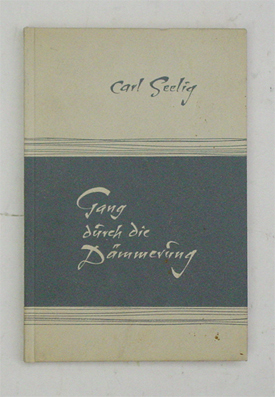 Carl Seelig
Gang
durch die
Dämmerung